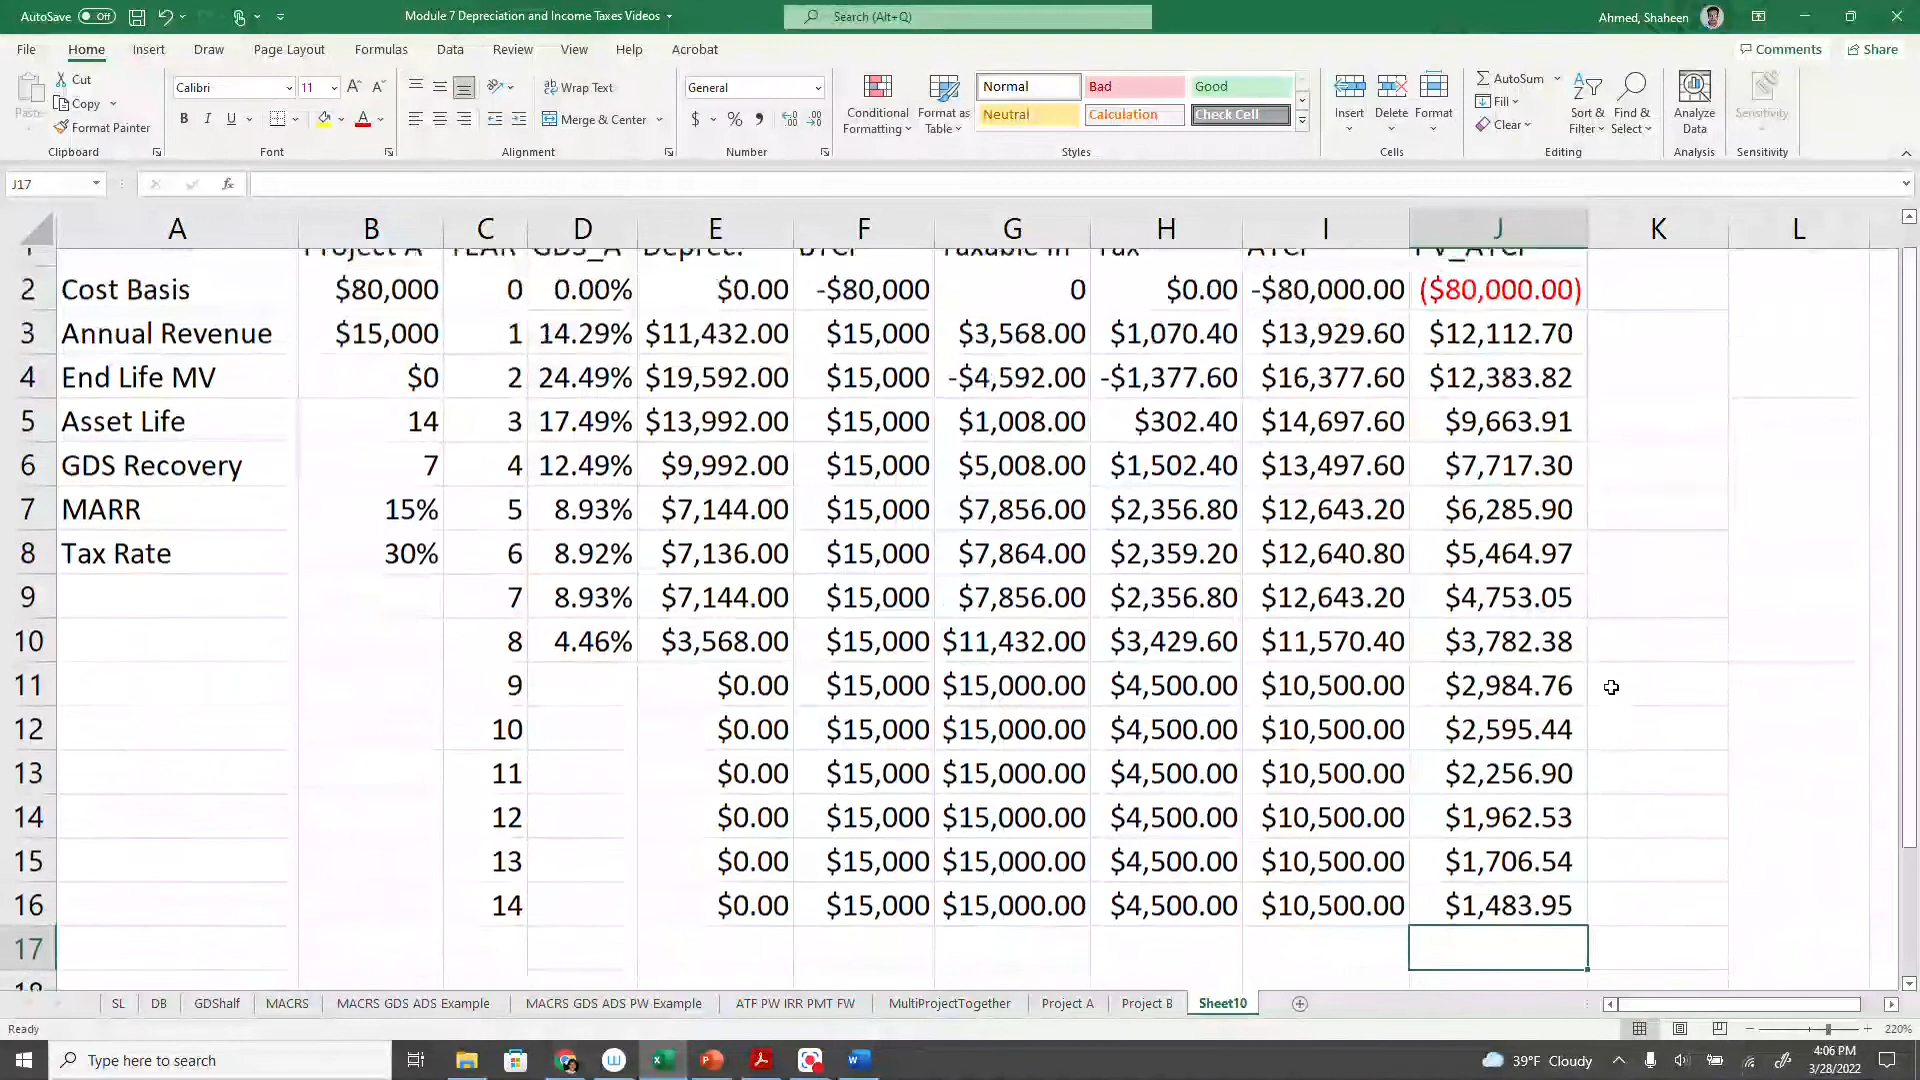 AutoSave Off Module 7 Depreciation and Income Taxes Videos Search (Alt+Q) Ahmed, Shaheen
File Home Insert Draw Page Layout Formulas Data Review View Help Acrobat Comments Share
Paste Cut Copy Format Painter Clipboard
Calibri 11 B I U A Font
Wrap Text Merge & Center Alignment
General $ % Number
Conditional Formatting Format as Table Normal Bad Good Neutral Calculation Check Cell Styles
Insert Delete Format Cells
AutoSum Fill Clear Sort & Filter Find & Select Editing
Analyze Data Analysis
Sensitivity Sensitivity
J17 fx
A B C D E F G H I J K L
1 Project A YEAR GDS_A Deprec. BTCF Taxable In Tax ATCF PV_ATCF
2 Cost Basis $80,000 0 0.00% $0.00 -$80,000 0 $0.00 -$80,000.00 ($80,000.00)
3 Annual Revenue $15,000 1 14.29% $11,432.00 $15,000 $3,568.00 $1,070.40 $13,929.60 $12,112.70
4 End Life MV $0 2 24.49% $19,592.00 $15,000 -$4,592.00 -$1,377.60 $16,377.60 $12,383.82
5 Asset Life 14 3 17.49% $13,992.00 $15,000 $1,008.00 $302.40 $14,697.60 $9,663.91
6 GDS Recovery 7 4 12.49% $9,992.00 $15,000 $5,008.00 $1,502.40 $13,497.60 $7,717.30
7 MARR 15% 5 8.93% $7,144.00 $15,000 $7,856.00 $2,356.80 $12,643.20 $6,285.90
8 Tax Rate 30% 6 8.92% $7,136.00 $15,000 $7,864.00 $2,359.20 $12,640.80 $5,464.97
9 7 8.93% $7,144.00 $15,000 $7,856.00 $2,356.80 $12,643.20 $4,753.05
10 8 4.46% $3,568.00 $15,000 $11,432.00 $3,429.60 $11,570.40 $3,782.38
11 9 $0.00 $15,000 $15,000.00 $4,500.00 $10,500.00 $2,984.76
12 10 $0.00 $15,000 $15,000.00 $4,500.00 $10,500.00 $2,595.44
13 11 $0.00 $15,000 $15,000.00 $4,500.00 $10,500.00 $2,256.90
14 12 $0.00 $15,000 $15,000.00 $4,500.00 $10,500.00 $1,962.53
15 13 $0.00 $15,000 $15,000.00 $4,500.00 $10,500.00 $1,706.54
16 14 $0.00 $15,000 $15,000.00 $4,500.00 $10,500.00 $1,483.95
17
18
SL DB GDShalf MACRS MACRS GDS ADS Example MACRS GDS ADS PW Example ATF PW IRR PMT FW MultiProjectTogether Project A Project B Sheet10
Ready 220%
Type here to search 39°F Cloudy 4:06 PM
3/28/2022